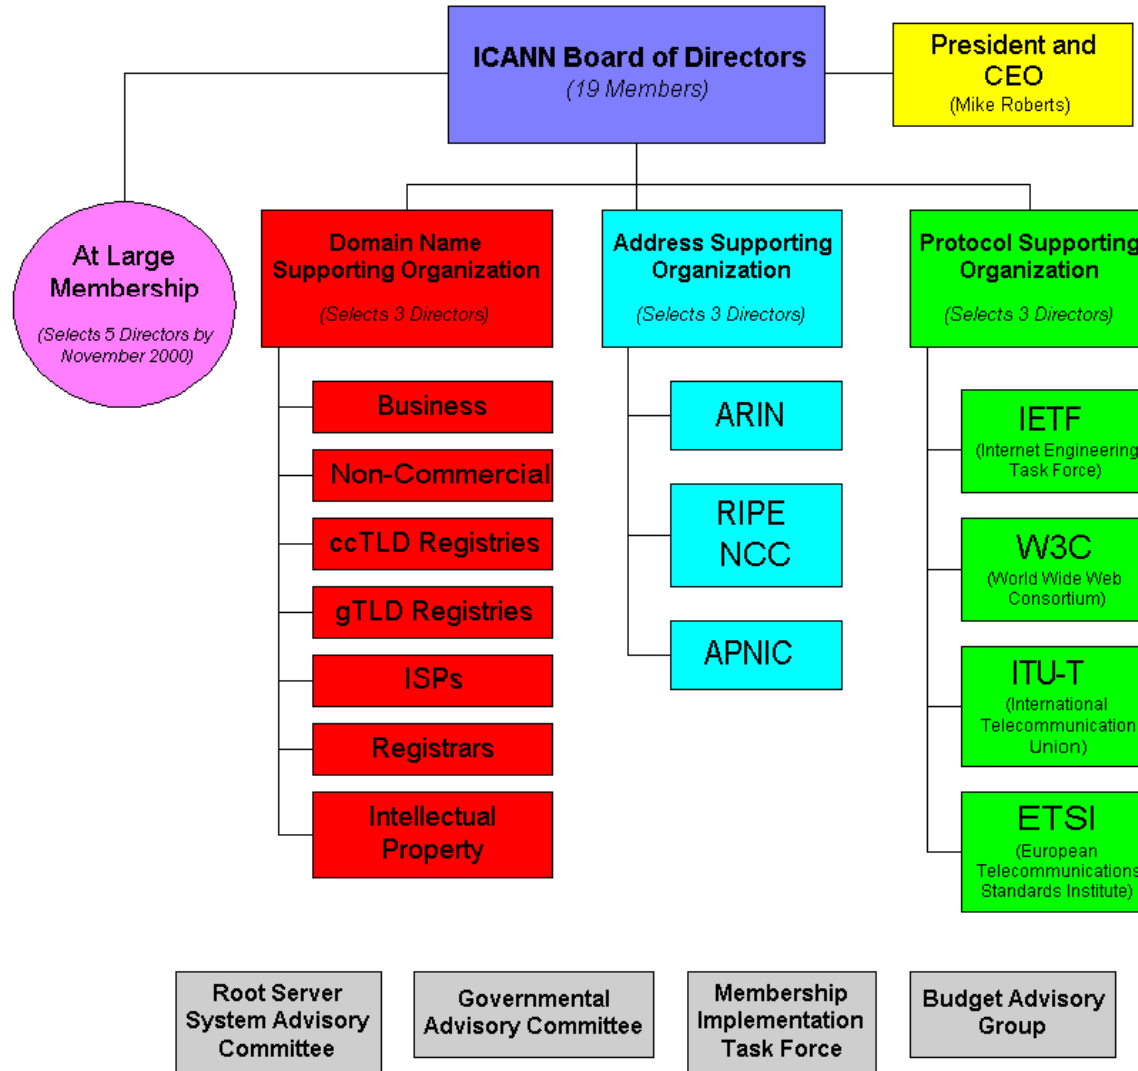 ICANN Board of Directors
(19 Members)
President and
CEO
(Mike Roberts)
At Large
Membership
(Selects 5 Directors by
November 2000)
Domain Name
Supporting Organization
(Selects 3 Directors)
Business
Non-Commercial
ccTLD Registries
gTLD Registries
ISPs
Registrars
Intellectual
Property
Address Supporting
Organization
(Selects 3 Directors)
ARIN
RIPE
NCC
APNIC
Protocol Supporting
Organization
(Selects 3 Directors)
IETF
(Internet Engineering
Task Force)
W3C
(World Wide Web
Consortium)
ITU-T
(International
Telecommunication
Union)
ETSI
(European
Telecommunications
Standards Institute)
Root Server
System Advisory
Committee
Governmental
Advisory Committee
Membership
Implementation
Task Force
Budget Advisory
Group